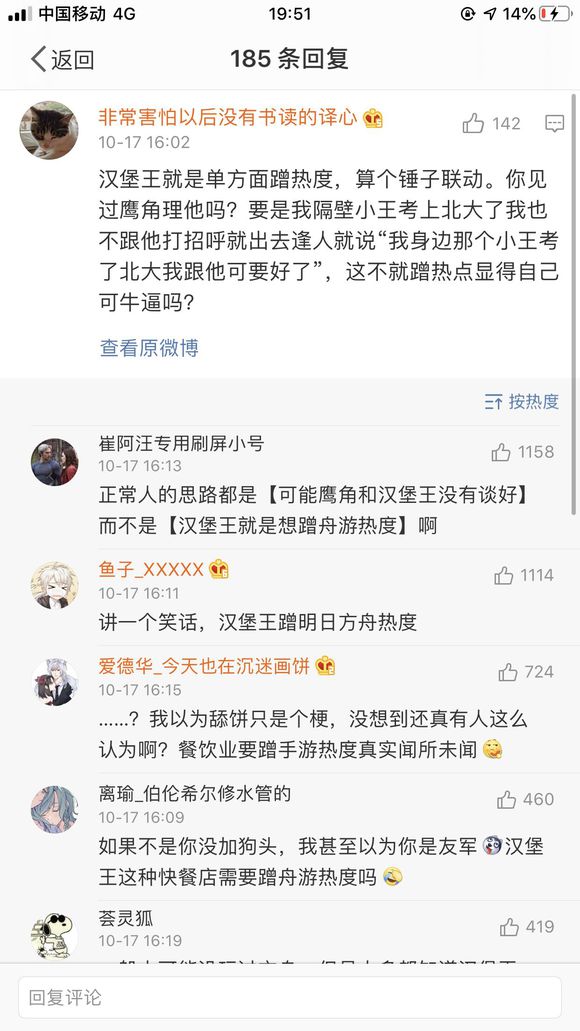 中国移动 4G 19:51 14%
返回 185 条回复
非常害怕以后没有书读的译心
142
10-17 16:02
汉堡王就是单方面蹭热度，算个锤子联动。你见
过鹰角理他吗？要是我隔壁小王考上北大了我也
不跟他打招呼就出去逢人就说“我身边那个小王考
了北大我跟他可要好了”，这不就蹭热点显得自己
可牛逼吗？
查看原微博
按热度
崔阿汪专用刷屏小号
1158
10-17 16:13
正常人的思路都是【可能鹰角和汉堡王没有谈好】
而不是【汉堡王就是想蹭舟游热度】啊
鱼子_XXXXX
1114
10-17 16:11
讲一个笑话，汉堡王蹭明日方舟热度
爱德华_今天也在沉迷画饼
724
10-17 16:15
......？我以为舔饼只是个梗，没想到还真有人这么
认为啊？餐饮业要蹭手游热度真实闻所未闻
离瑜_伯伦希尔修水管的
460
10-17 16:09
如果不是你没加狗头，我甚至以为你是友军 汉堡
王这种快餐店需要蹭舟游热度吗
荟灵狐
419
10-17 16:19
回复评论